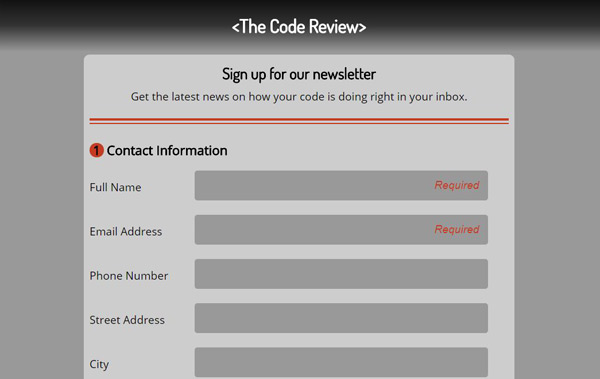 <The Code Review>
Sign up for our newsletter
Get the latest news on how your code is doing right in your inbox.
1 Contact Information
Full Name Required
Email Address Required
Phone Number
Street Address
City